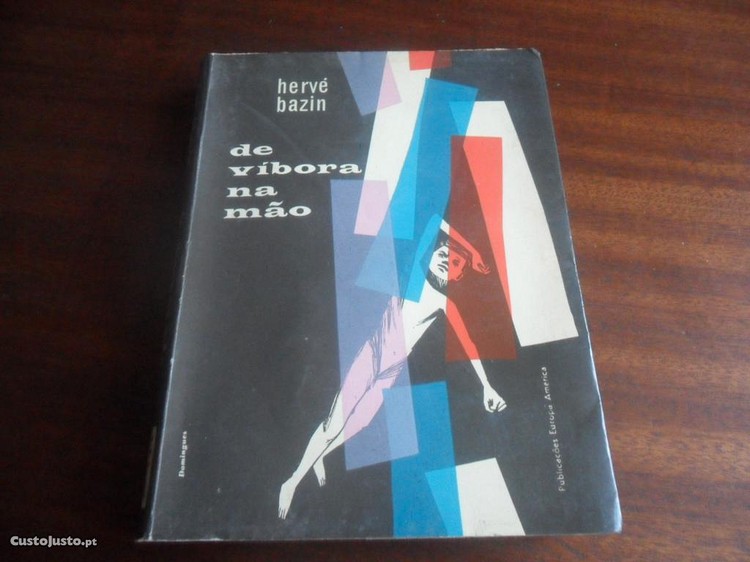 hervé
bazin
de
víbora
na
mão
Domingues
Publicações Europa América
CustoJusto.pt